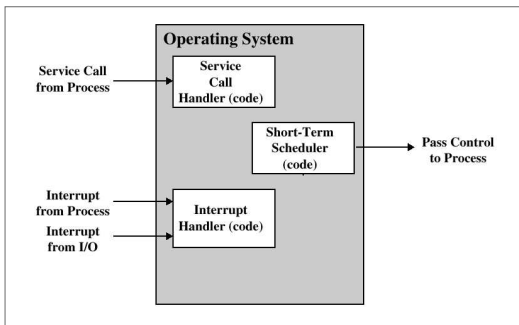 Operating System
Service Call
from Process
Service
Call
Handler (code)
Short-Term
Scheduler
(code)
Pass Control
to Process
Interrupt
from Process
Interrupt
from I/O
Interrupt
Handler (code)